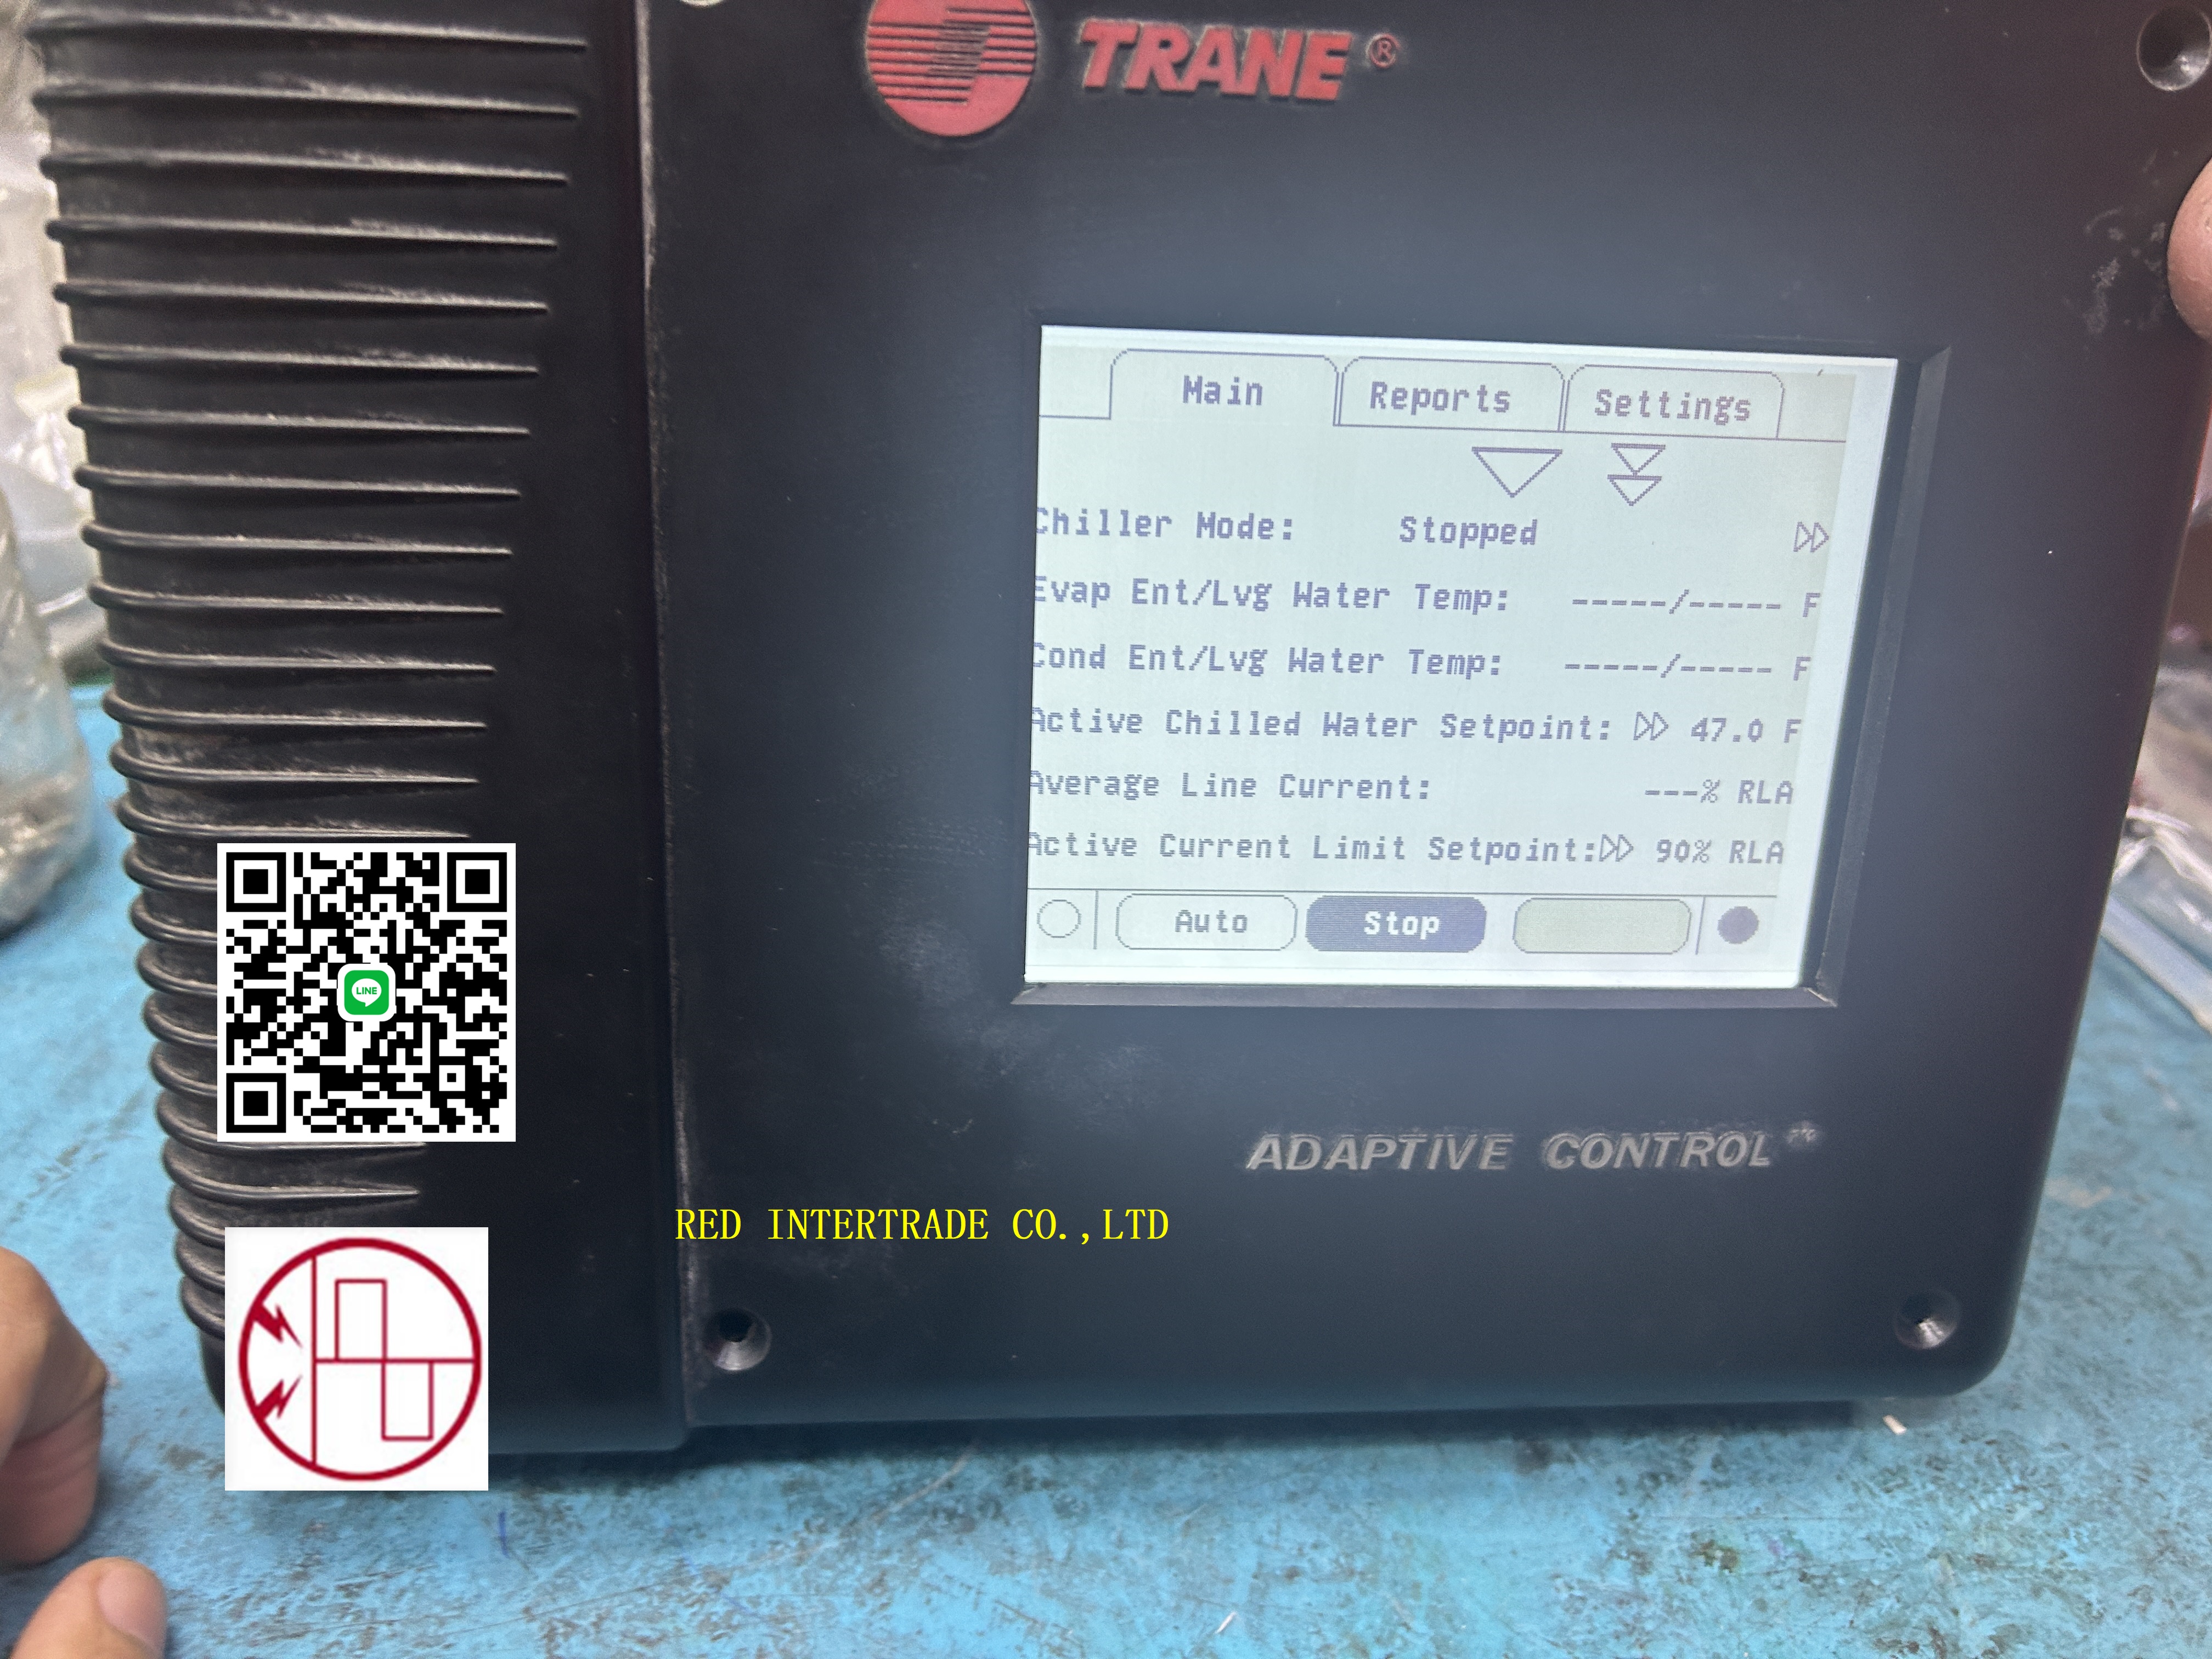 TRANE ®
Main Reports Settings
Chiller Mode: Stopped
Evap Ent/Lvg Water Temp: -----/----- F
Cond Ent/Lvg Water Temp: -----/----- F
Active Chilled Water Setpoint: 47.0 F
Average Line Current: ---% RLA
Active Current Limit Setpoint: 90% RLA
Auto Stop
LINE
ADAPTIVE CONTROL™
RED INTERTRADE CO.,LTD